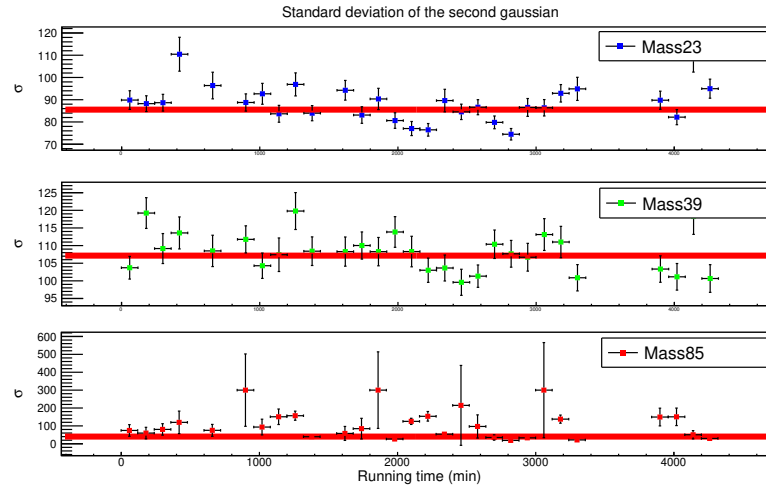 Standard deviation of the second gaussian
120
110
100
90
80
70
σ
Mass23
0 1000 2000 3000 4000
125
120
115
110
105
100
95
σ
Mass39
0 1000 2000 3000 4000
600
500
400
300
200
100
0
σ
Mass85
0 1000 2000 3000 4000
Running time (min)